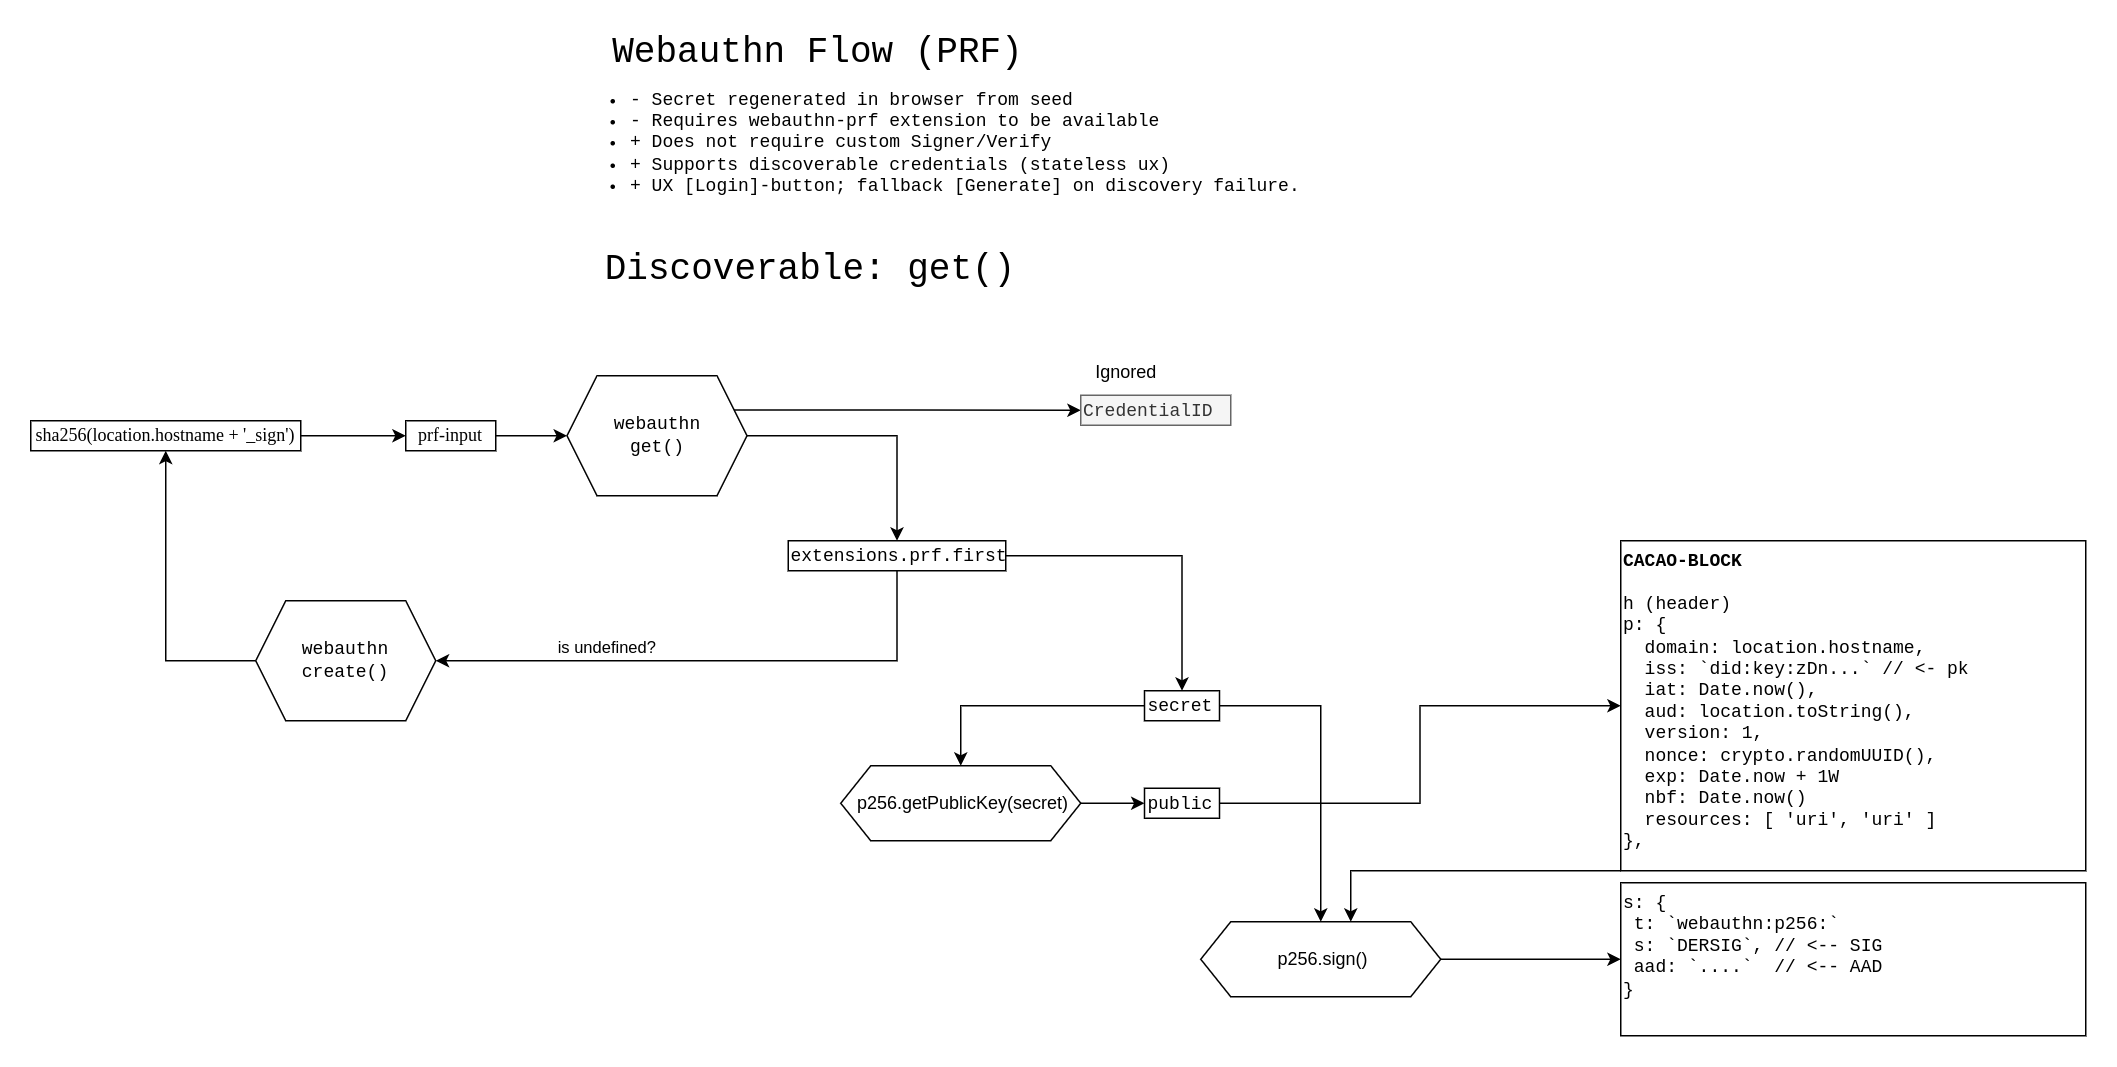 Webauthn Flow (PRF)
• - Secret regenerated in browser from seed
• - Requires webauthn-prf extension to be available
• + Does not require custom Signer/Verify
• + Supports discoverable credentials (stateless ux)
• + UX [Login]-button; fallback [Generate] on discovery failure.
Discoverable: get()
Ignored
CredentialID
sha256(location.hostname + '_sign')
prf-input
webauthn
get()
extensions.prf.first
is undefined?
webauthn
create()
secret
p256.getPublicKey(secret)
public
CACAO-BLOCK
h (header)
p: {
  domain: location.hostname,
  iss: `did:key:zDn...` // <- pk
  iat: Date.now(),
  aud: location.toString(),
  version: 1,
  nonce: crypto.randomUUID(),
  exp: Date.now + 1W
  nbf: Date.now()
  resources: [ 'uri', 'uri' ]
},
p256.sign()
s: {
 t: `webauthn:p256:`
 s: `DERSIG`, // <-- SIG
 aad: `....`  // <-- AAD
}